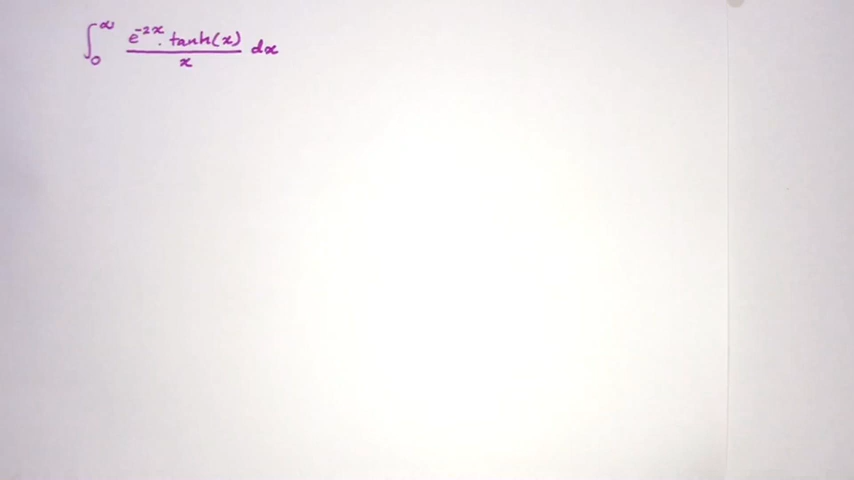 ∫₀^∞ (e^{-2x} · tanh(x))/x dx